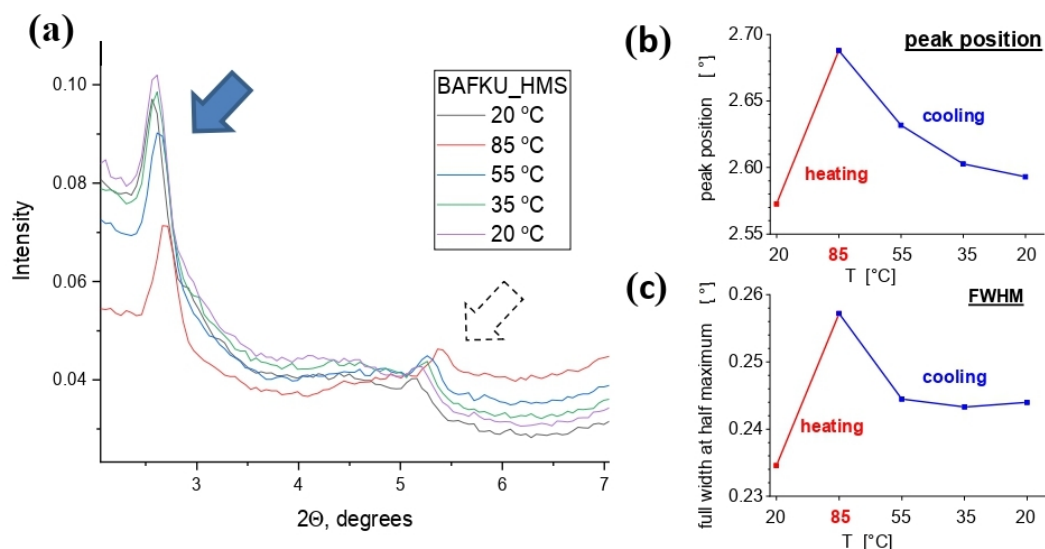 (a)
0.10
0.08
0.06
0.04
Intensity
3
4
5
6
7
2Θ, degrees
BAFKU_HMS
20 °C
85 °C
55 °C
35 °C
20 °C
(b)
peak position
2.70
2.65
2.60
2.55
peak position [ °]
heating
cooling
20
85
55
35
20
T [°C]
(c)
FWHM
0.26
0.25
0.24
0.23
full width at half maximum [ °]
heating
cooling
20
85
55
35
20
T [°C]